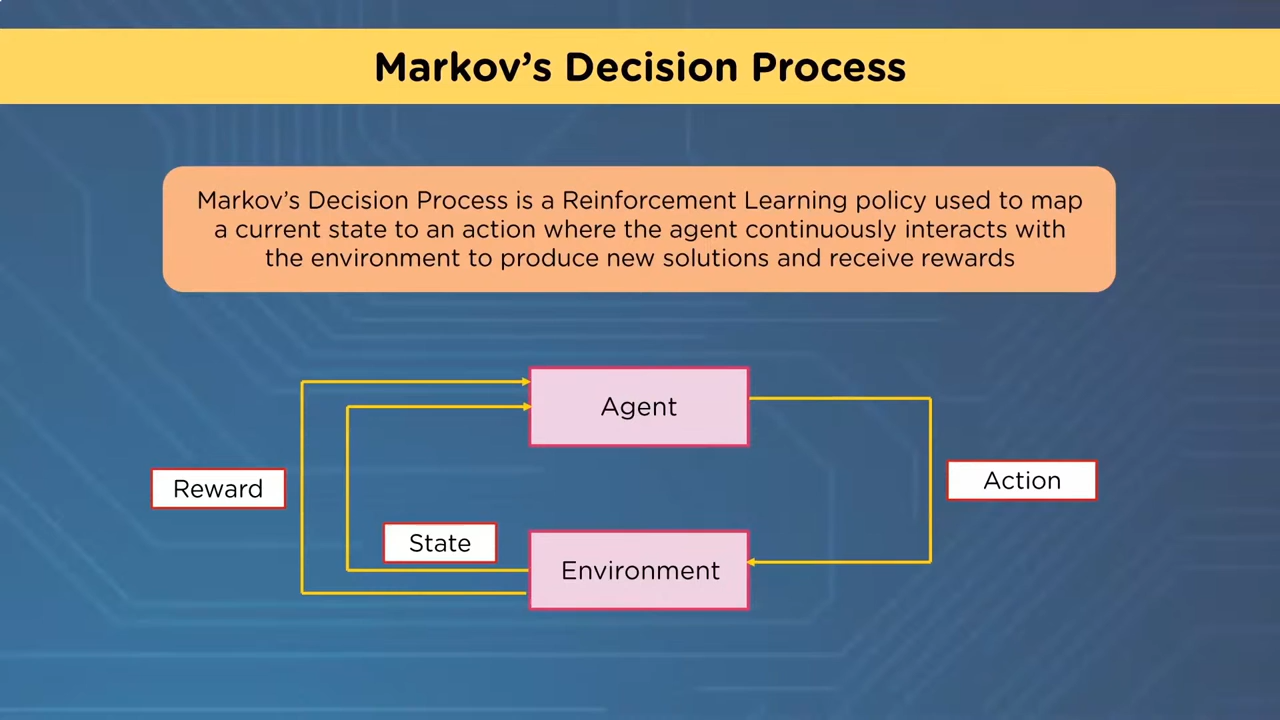 Markov’s Decision Process
Markov’s Decision Process is a Reinforcement Learning policy used to map
a current state to an action where the agent continuously interacts with
the environment to produce new solutions and receive rewards
Agent
Reward
Action
State
Environment